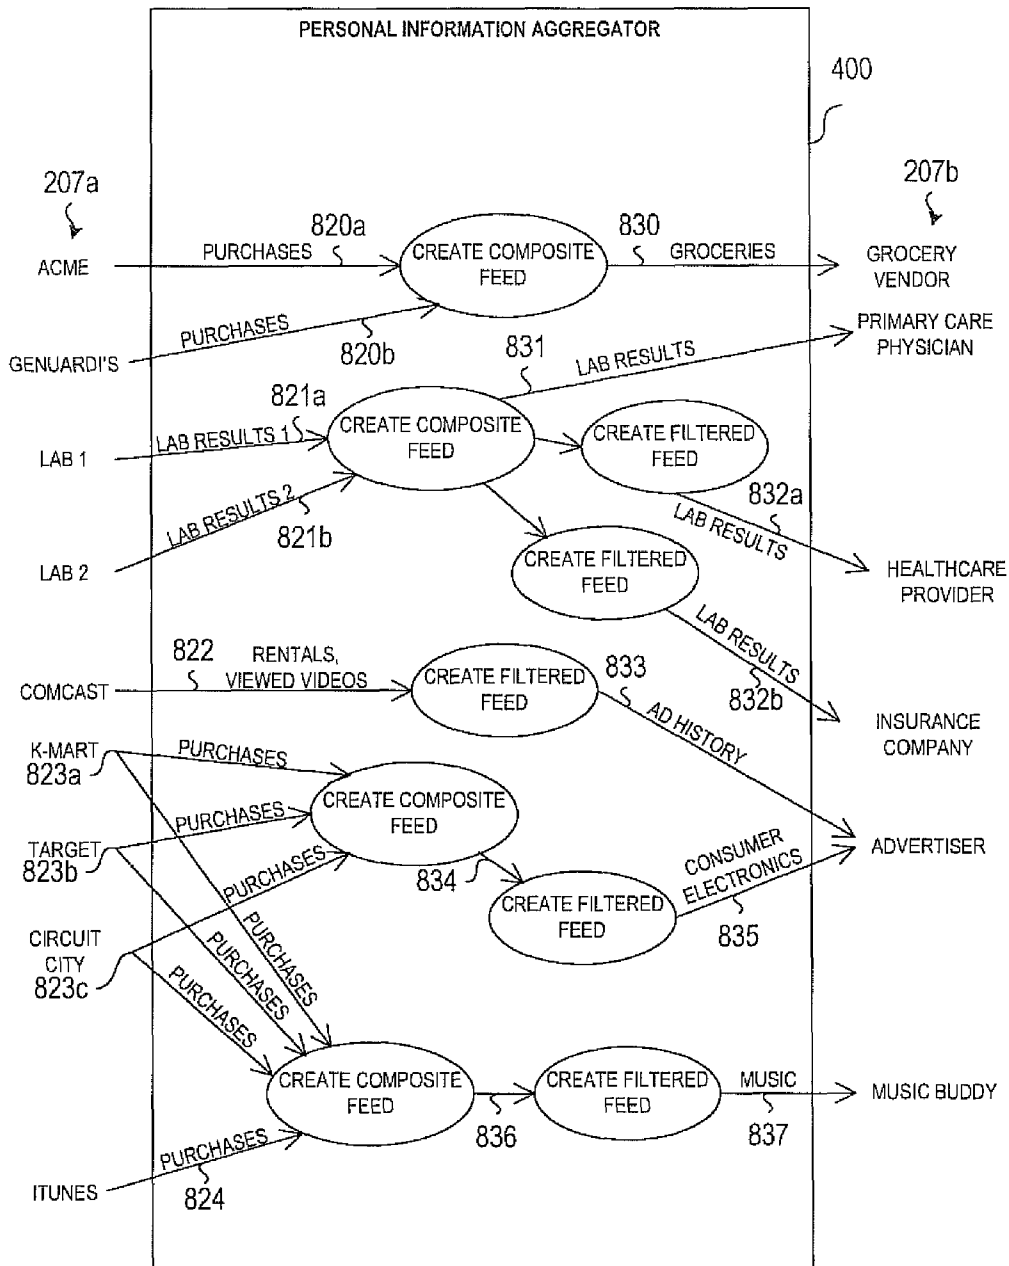 PERSONAL INFORMATION AGGREGATOR
400
207a
207b
820a
830
PURCHASES
CREATE COMPOSITE
FEED
GROCERIES
ACME
GROCERY
VENDOR
PURCHASES
820b
831
LAB RESULTS
PRIMARY CARE
PHYSICIAN
GENUARDI'S
821a
LAB RESULTS 1
CREATE COMPOSITE
FEED
CREATE FILTERED
FEED
LAB 1
832a
LAB RESULTS 2
821b
LAB RESULTS
LAB 2
CREATE FILTERED
FEED
HEALTHCARE
PROVIDER
LAB RESULTS
832b
822
RENTALS,
VIEWED VIDEOS
CREATE FILTERED
FEED
833
AD HISTORY
COMCAST
INSURANCE
COMPANY
K-MART
823a
PURCHASES
CREATE COMPOSITE
FEED
PURCHASES
TARGET
823b
PURCHASES
834
CONSUMER
ELECTRONICS
ADVERTISER
CREATE FILTERED
FEED
835
CIRCUIT
CITY
823c
PURCHASES
PURCHASES
PURCHASES
CREATE COMPOSITE
FEED
836
CREATE FILTERED
FEED
MUSIC
837
MUSIC BUDDY
PURCHASES
824
ITUNES